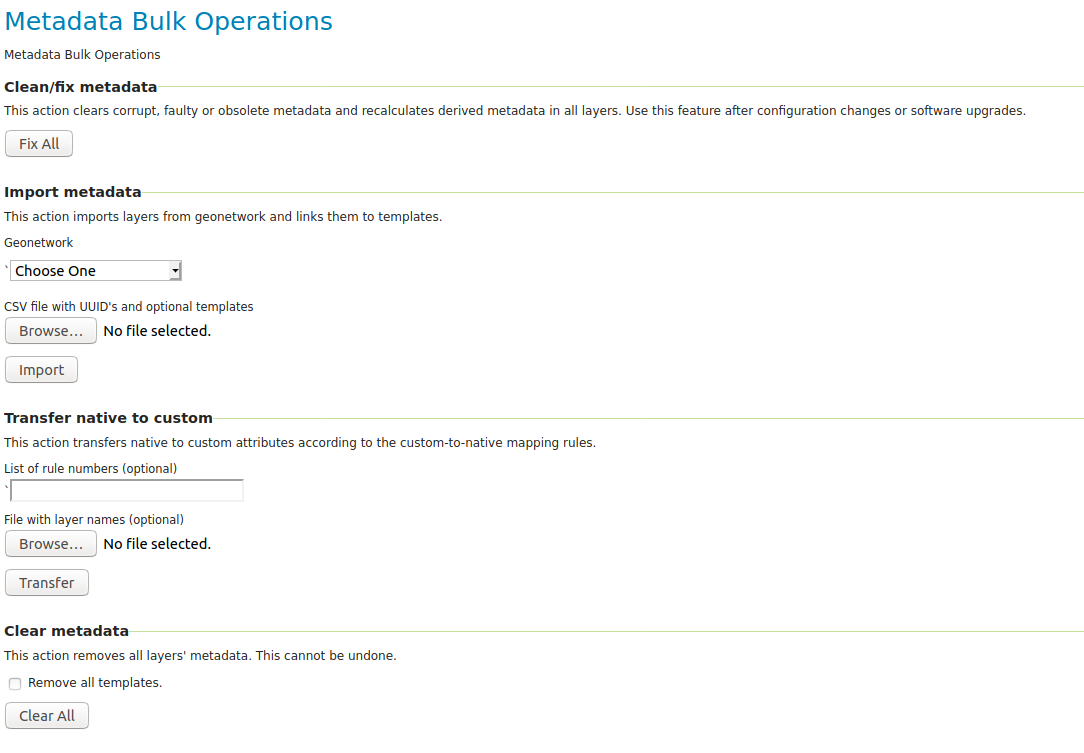 Metadata Bulk Operations
Metadata Bulk Operations
Clean/fix metadata
This action clears corrupt, faulty or obsolete metadata and recalculates derived metadata in all layers. Use this feature after configuration changes or software upgrades.
Fix All
Import metadata
This action imports layers from geonetwork and links them to templates.
Geonetwork
` Choose One
CSV file with UUID's and optional templates
Browse... No file selected.
Import
Transfer native to custom
This action transfers native to custom attributes according to the custom-to-native mapping rules.
List of rule numbers (optional)
`
File with layer names (optional)
Browse... No file selected.
Transfer
Clear metadata
This action removes all layers' metadata. This cannot be undone.
Remove all templates.
Clear All